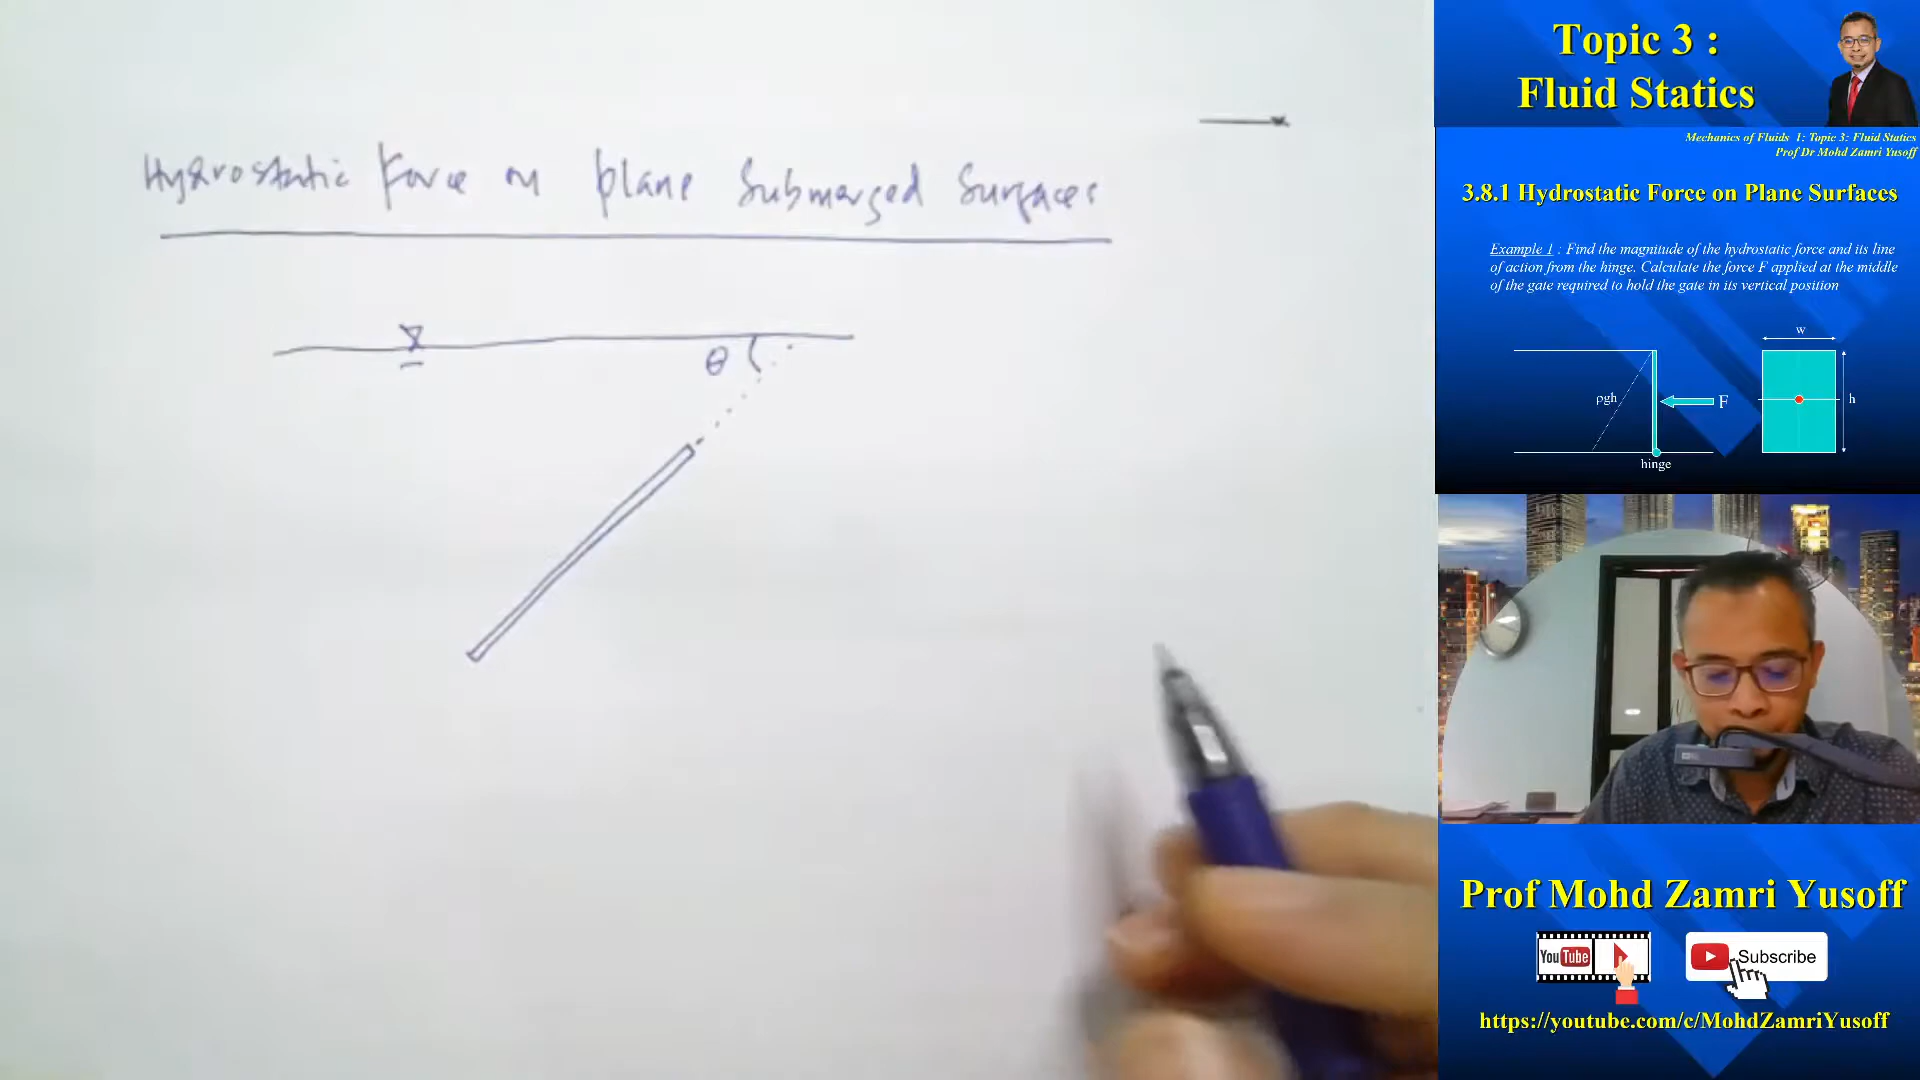 Hydrostatic Force on plane Submerged Surfaces
θ
Topic 3 :
Fluid Statics
Mechanics of Fluids 1: Topic 3: Fluid Statics
Prof Dr Mohd Zamri Yusoff
3.8.1 Hydrostatic Force on Plane Surfaces
Example 1 : Find the magnitude of the hydrostatic force and its line
of action from the hinge. Calculate the force F applied at the middle
of the gate required to hold the gate in its vertical position
w
ρgh
F
h
hinge
Prof Mohd Zamri Yusoff
YouTube
Subscribe
https://youtube.com/c/MohdZamriYusoff